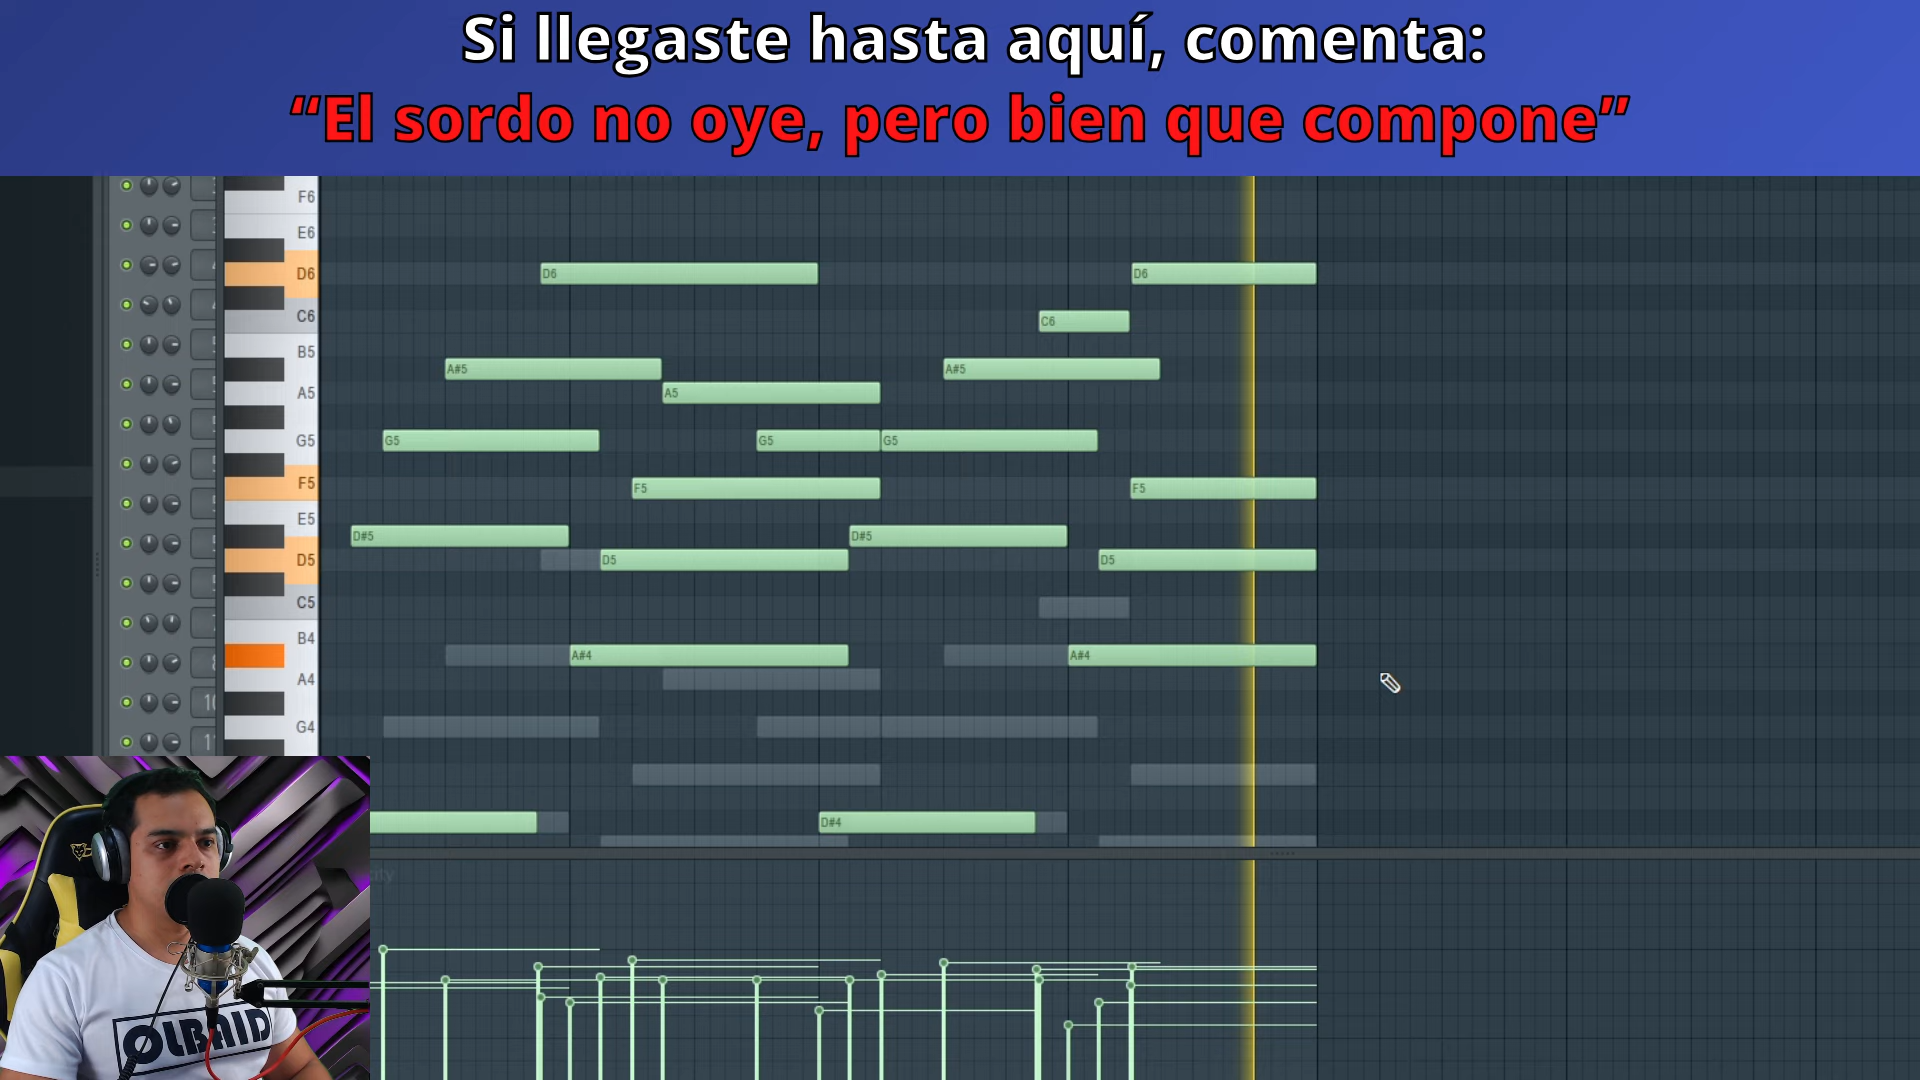 Si llegaste hasta aquí, comenta:
“El sordo no oye, pero bien que compone”
F6
E6
D6
D6
D6
C6
C6
B5
A#5
A#5
A5
A5
G5
G5
G5
G5
F5
F5
F5
E5
D#5
D#5
D5
D5
D5
C5
B4
A#4
A#4
A4
G4
D#4
OLBAID